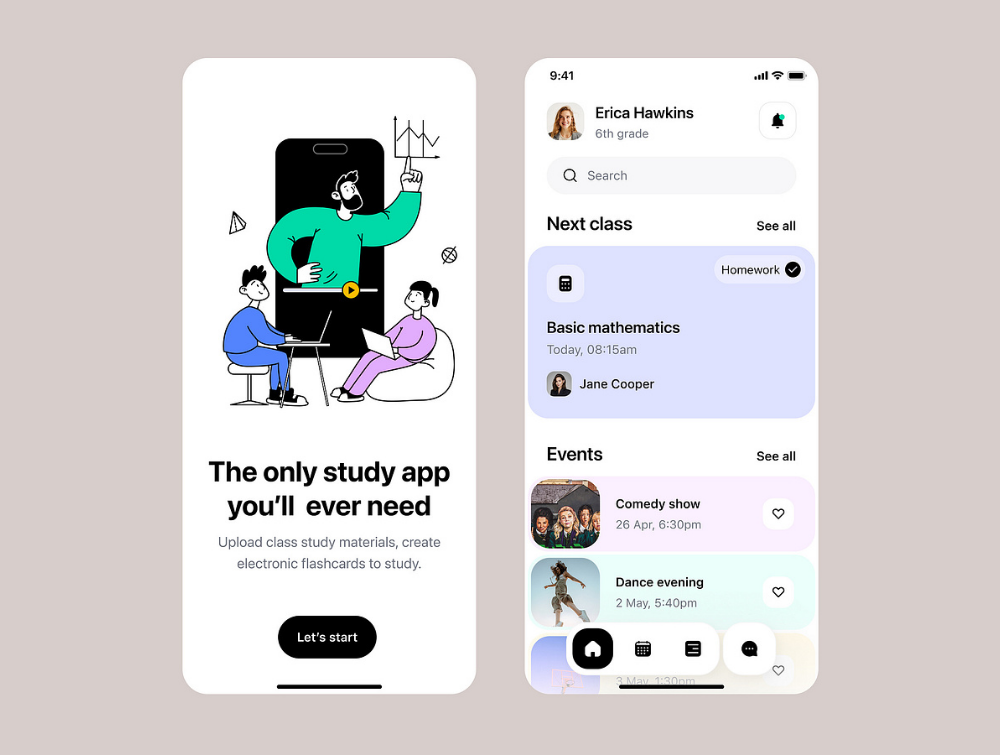 The only study app
you'll ever need
Upload class study materials, create
electronic flashcards to study.
Let's start
9:41
Erica Hawkins
6th grade
Search
Next class
See all
Homework
Basic mathematics
Today, 08:15am
Jane Cooper
Events
See all
Comedy show
26 Apr, 6:30pm
Dance evening
2 May, 5:40pm
3 May, 1:30pm